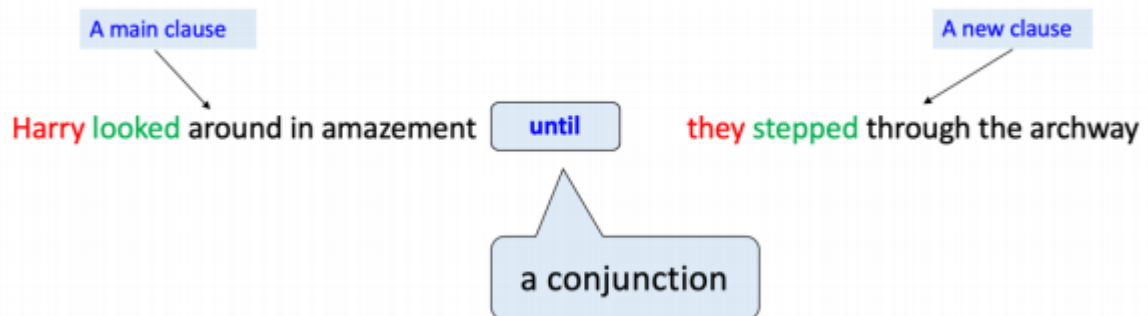 A main clause
A new clause
Harry looked around in amazement until they stepped through the archway
a conjunction